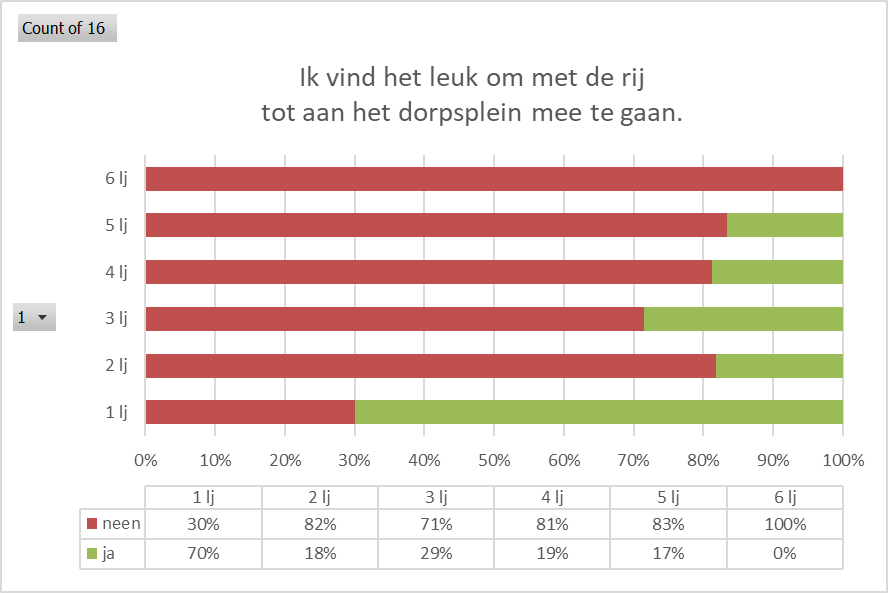 Count of 16
Ik vind het leuk om met de rij
tot aan het dorpsplein mee te gaan.
6 lj
5 lj
4 lj
1
3 lj
2 lj
1 lj
0% 10% 20% 30% 40% 50% 60% 70% 80% 90% 100%
1 lj 2 lj 3 lj 4 lj 5 lj 6 lj
neen 30% 82% 71% 81% 83% 100%
ja 70% 18% 29% 19% 17% 0%